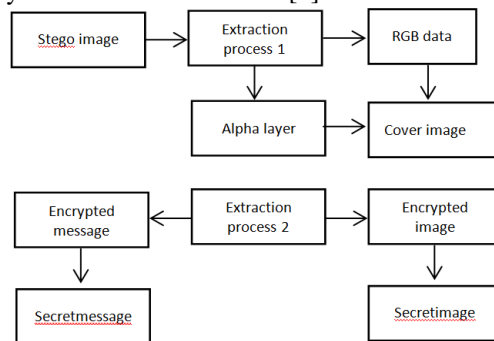 Stego image
Extraction
process 1
RGB data
Alpha layer
Cover image
Encrypted
message
Extraction
process 2
Encrypted
image
Secretmessage
Secretimage